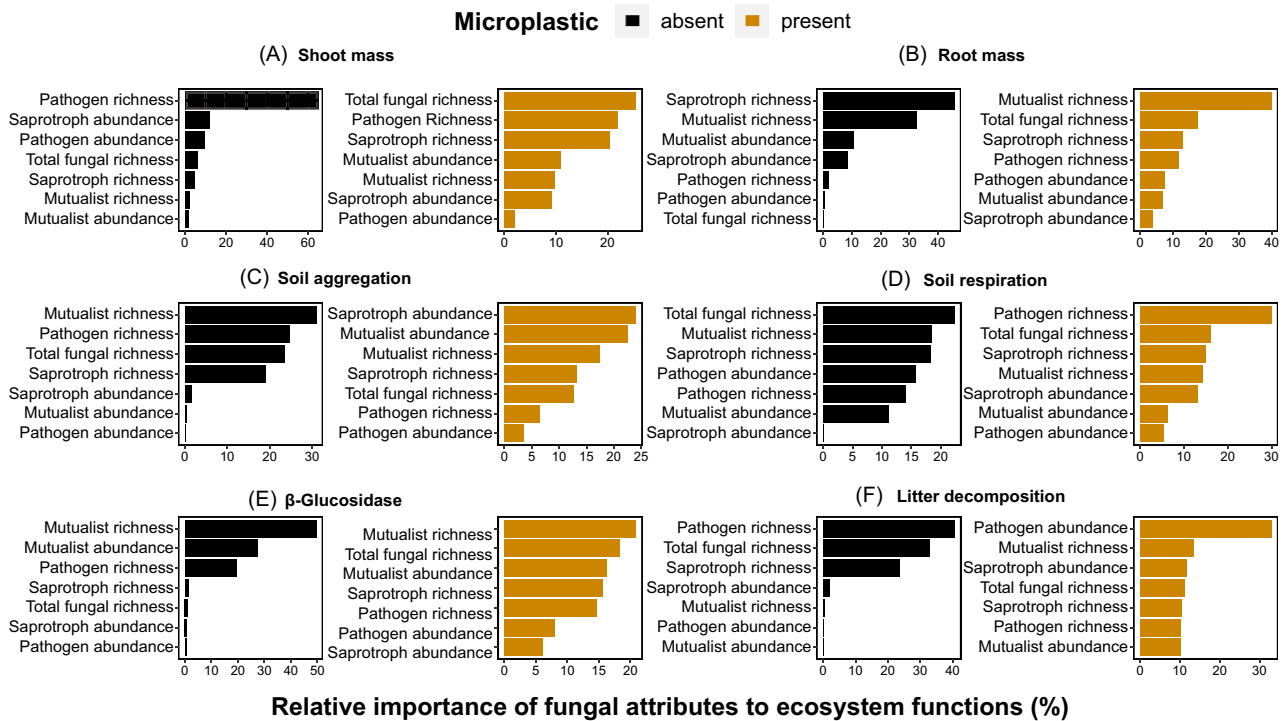 Microplastic absent present
(A) Shoot mass
Pathogen richness
Saprotroph abundance
Pathogen abundance
Total fungal richness
Saprotroph richness
Mutualist richness
Mutualist abundance
0 20 40 60
Total fungal richness
Pathogen Richness
Saprotroph richness
Mutualist abundance
Mutualist richness
Saprotroph abundance
Pathogen abundance
0 10 20
(B) Root mass
Saprotroph richness
Mutualist richness
Mutualist abundance
Saprotroph abundance
Pathogen richness
Pathogen abundance
Total fungal richness
0 10 20 30 40
Mutualist richness
Total fungal richness
Saprotroph richness
Pathogen richness
Pathogen abundance
Mutualist abundance
Saprotroph abundance
0 10 20 30 40
(C) Soil aggregation
Mutualist richness
Pathogen richness
Total fungal richness
Saprotroph richness
Saprotroph abundance
Mutualist abundance
Pathogen abundance
0 10 20 30
Saprotroph abundance
Mutualist abundance
Mutualist richness
Saprotroph richness
Total fungal richness
Pathogen richness
Pathogen abundance
0 5 10 15 20 25
(D) Soil respiration
Total fungal richness
Mutualist richness
Saprotroph richness
Pathogen abundance
Pathogen richness
Mutualist abundance
Saprotroph abundance
0 5 10 15 20
Pathogen richness
Total fungal richness
Saprotroph richness
Mutualist richness
Saprotroph abundance
Mutualist abundance
Pathogen abundance
0 10 20 30
(E) β-Glucosidase
Mutualist richness
Mutualist abundance
Pathogen richness
Saprotroph richness
Total fungal richness
Saprotroph abundance
Pathogen abundance
0 10 20 30 40 50
Mutualist richness
Total fungal richness
Mutualist abundance
Saprotroph richness
Pathogen richness
Pathogen abundance
Saprotroph abundance
0 5 10 15 20
(F) Litter decomposition
Pathogen richness
Total fungal richness
Saprotroph richness
Saprotroph abundance
Mutualist richness
Pathogen abundance
Mutualist abundance
0 10 20 30 40
Pathogen abundance
Mutualist richness
Saprotroph abundance
Total fungal richness
Saprotroph richness
Pathogen richness
Mutualist abundance
0 10 20 30
Relative importance of fungal attributes to ecosystem functions (%)